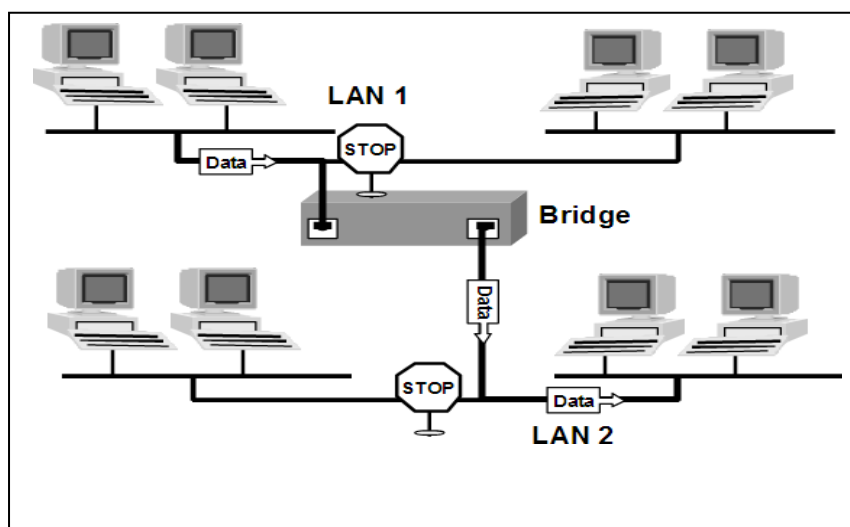 LAN 1
STOP
Data
Bridge
Data
STOP
Data
LAN 2